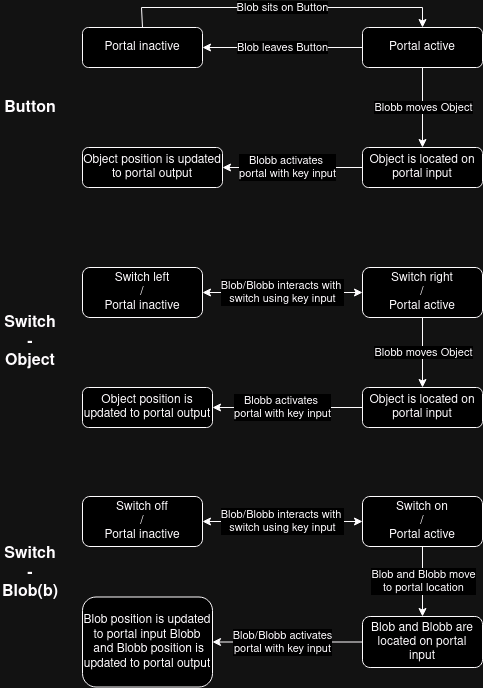 Blob sits on Button
Portal inactive
Blob leaves Button
Portal active
Button
Blobb moves Object
Object position is updated
to portal output
Blobb activates
portal with key input
Object is located on
portal input
Switch
-
Object
Switch left
/
Portal inactive
Blob/Blobb interacts with
switch using key input
Switch right
/
Portal active
Blobb moves Object
Object position is
updated to portal output
Blobb activates
portal with key input
Object is located on
portal input
Switch
-
Blob(b)
Switch off
/
Portal inactive
Blob/Blobb interacts with
switch using key input
Switch on
/
Portal active
Blob and Blobb move
to portal location
Blob position is updated
to portal input Blobb
and Blobb position is
updated to portal output
Blob/Blobb activates
portal with key input
Blob and Blobb are
located on portal
input